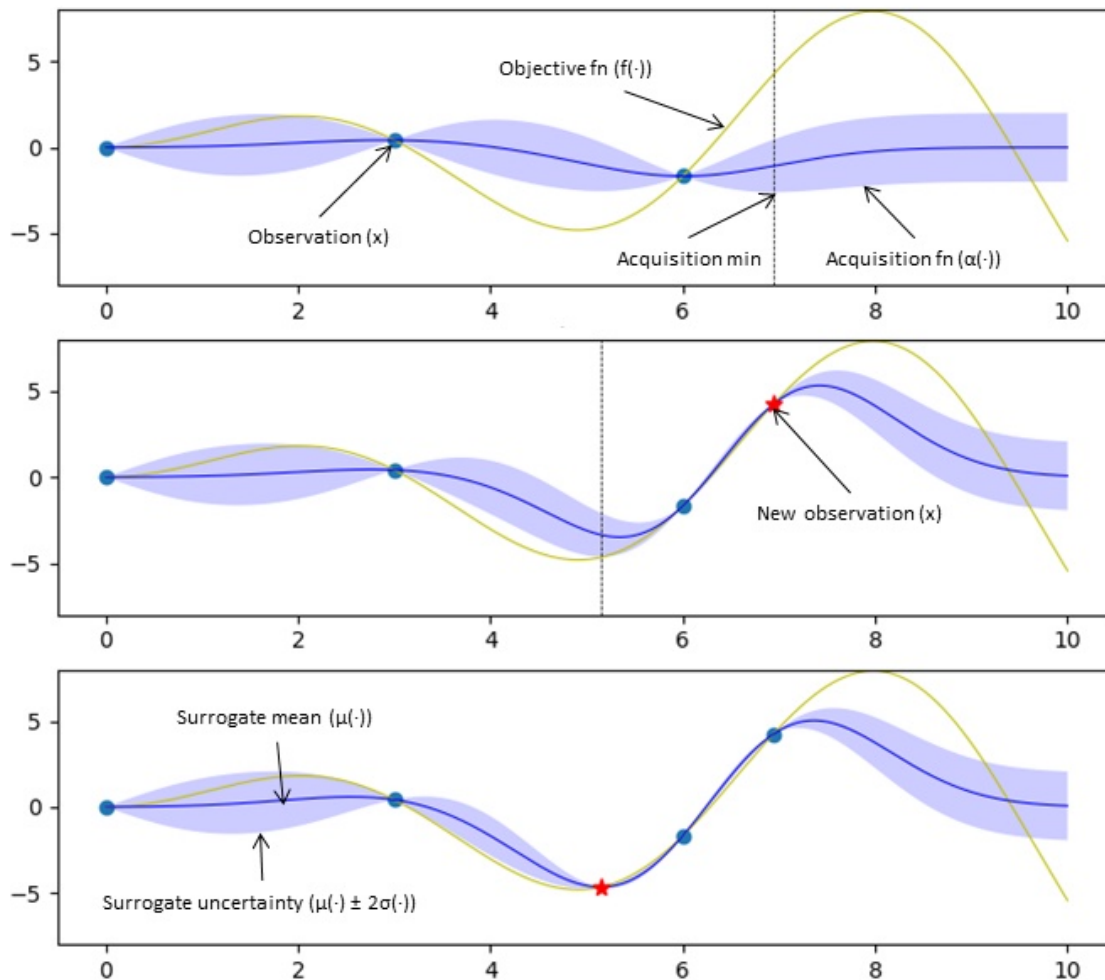 5
Objective fn (f(·))
0
Observation (x)
Acquisition min
Acquisition fn (α(·))
−5
0 2 4 6 8 10
5
0
New observation (x)
−5
0 2 4 6 8 10
5
Surrogate mean (μ(·))
0
−5
Surrogate uncertainty (μ(·) ± 2σ(·))
0 2 4 6 8 10